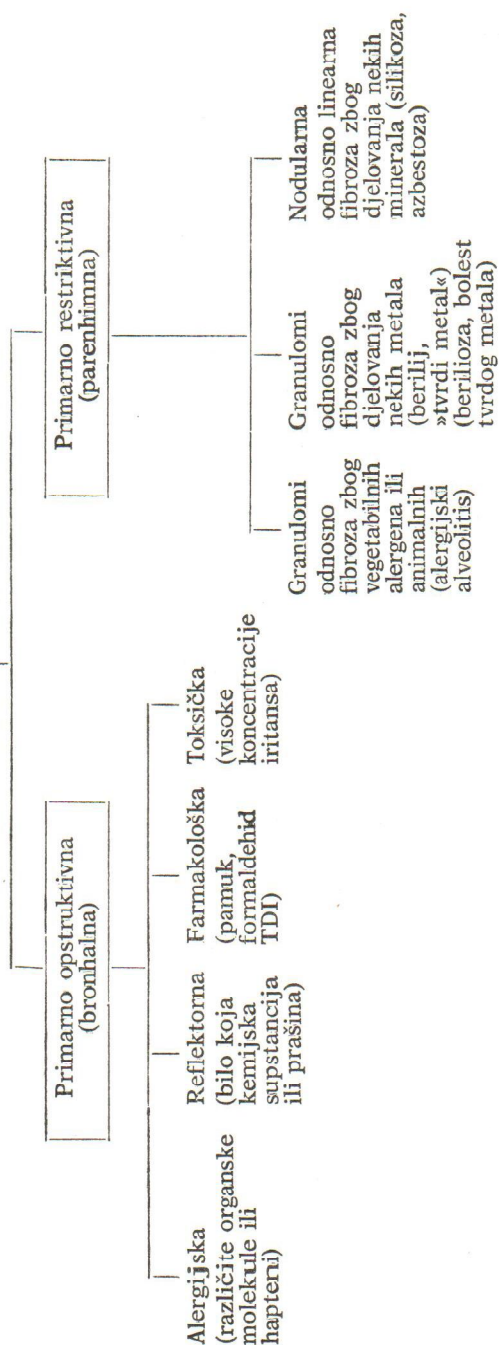 Primarno opstruktivna
(bronhalna)
Primarno restriktivna
(parenhimna)
Alergijska
(različite organske
molekule ili
hapteni)
Reflektorna
(bilo koja
kemijska
supstancija
ili prašina)
Farmakološka
(pamuk,
formaldehid
TDI)
Toksička
(visoke
koncentracije
iritansa)
Granulomi
odnosno
fibroza zbog
vegetabilnih
alergena ili
animalnih
(alergijski
alveolitis)
Granulomi
odnosno
fibroza zbog
djelovanja
nekih metala
(berilij,
»tvrdi metal«)
(berilioza, bolest
tvrdog metala)
Nodularna
odnosno linearna
fibroza zbog
djelovanja nekih
minerala (silikoza,
azbestoza)